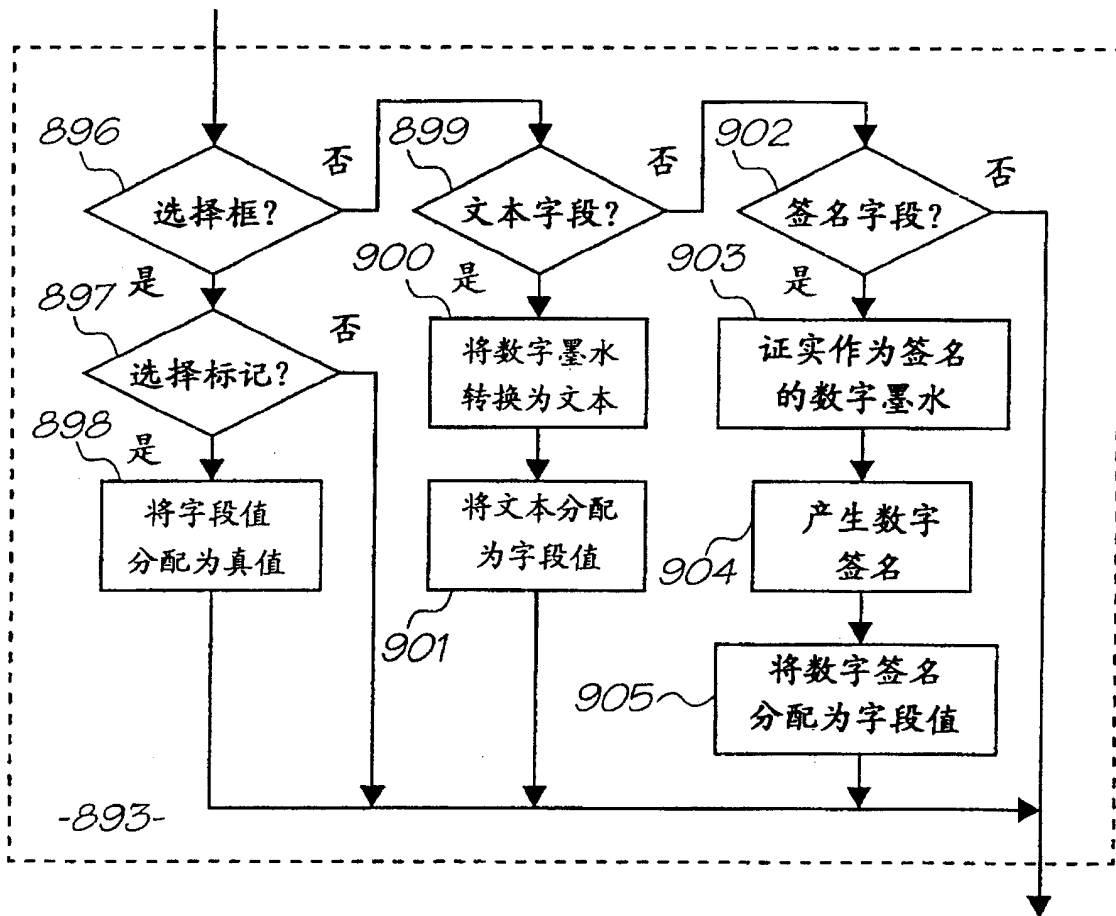 896
选择框?
否
899
文本字段?
否
902
签名字段?
否
是
897
选择标记?
否
900
是
将数字墨水
转换为文本
903
是
证实作为签名
的数字墨水
898
是
将字段值
分配为真值
将文本分配
为字段值
901
产生数字
签名
904
将数字签名
分配为字段值
905
-893-